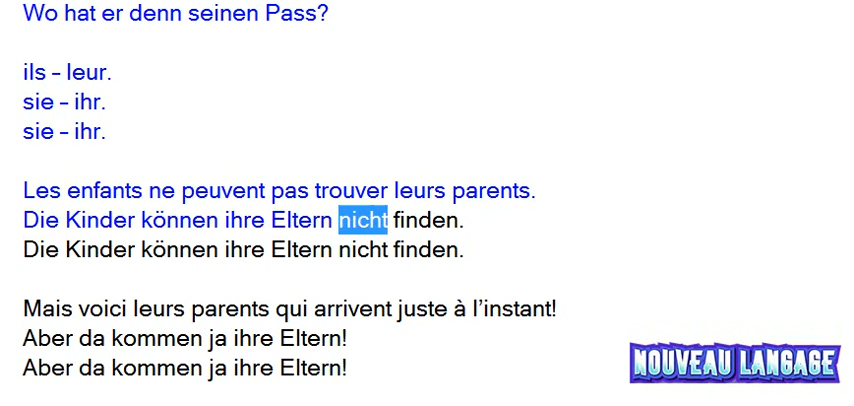 Wo hat er denn seinen Pass?
ils – leur.
sie – ihr.
sie – ihr.
Les enfants ne peuvent pas trouver leurs parents.
Die Kinder können ihre Eltern nicht finden.
Die Kinder können ihre Eltern nicht finden.
Mais voici leurs parents qui arrivent juste à l’instant!
Aber da kommen ja ihre Eltern!
Aber da kommen ja ihre Eltern!
NOUVEAU LANGAGE